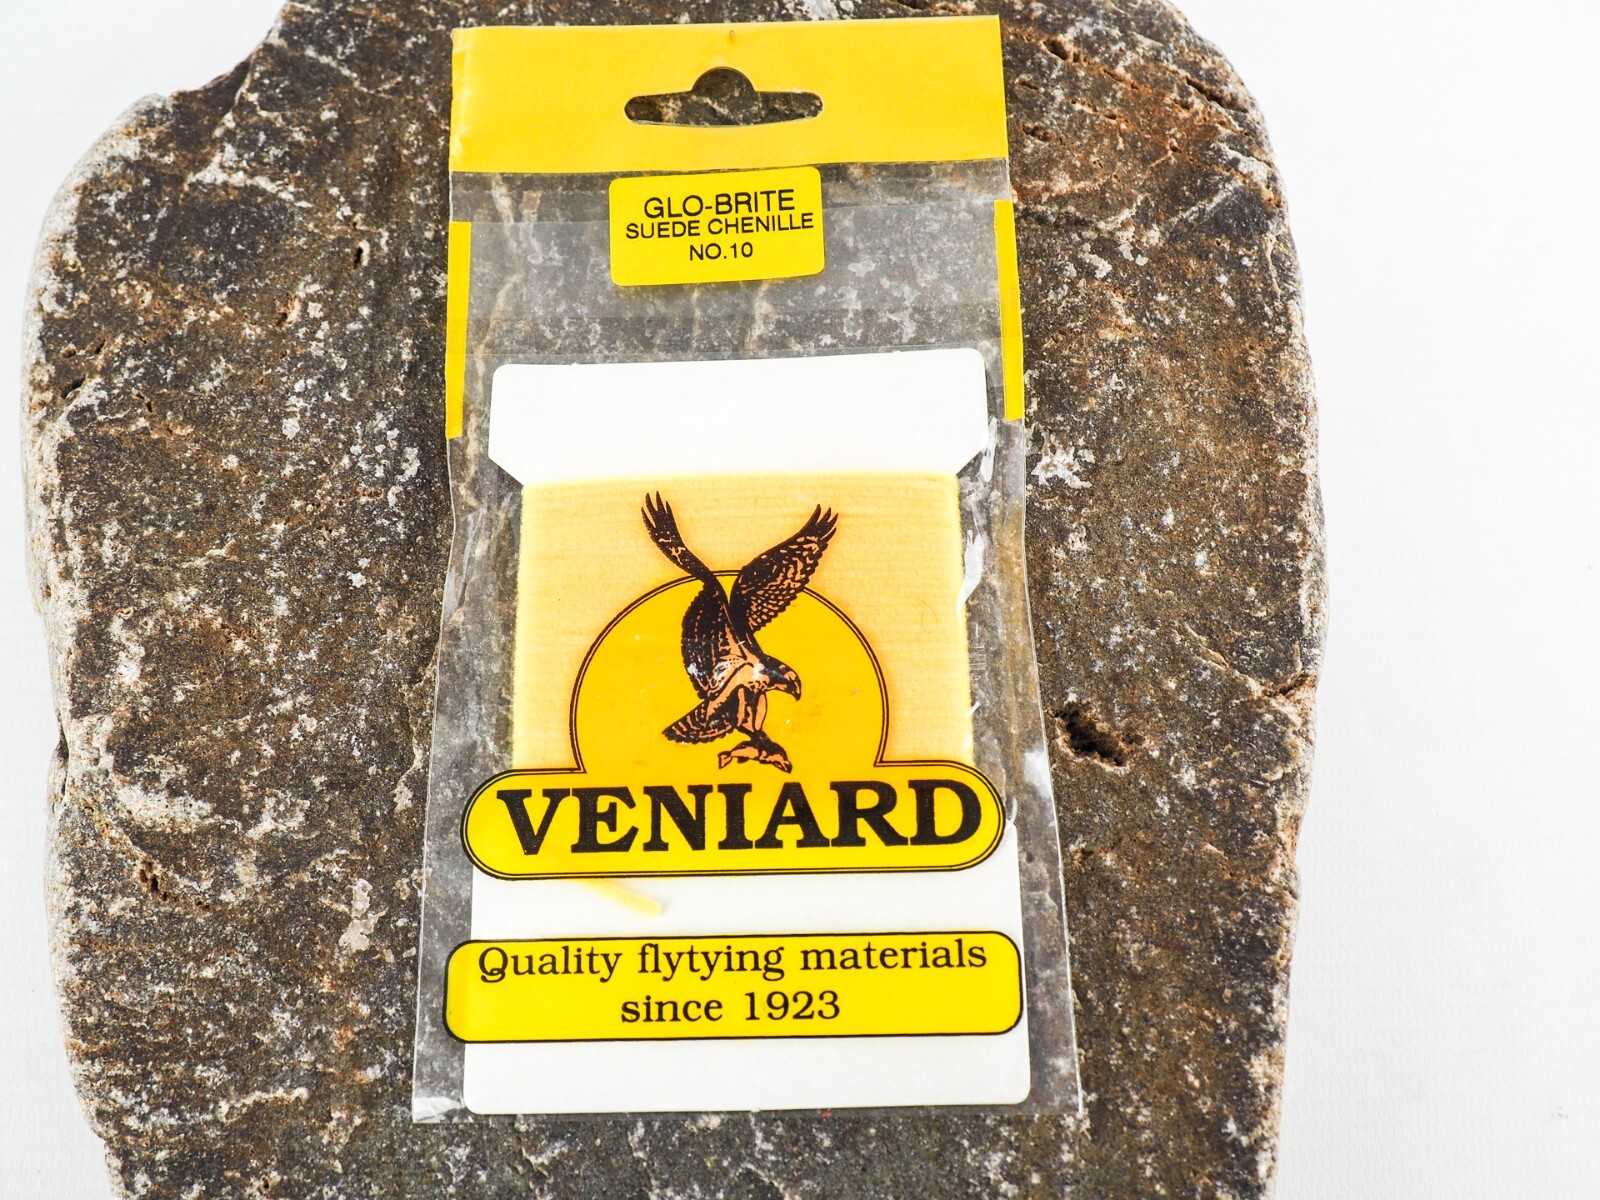 GLO-BRITE
SUEDE CHENILLE
NO.10
VENIARD
Quality flytying materials
since 1923